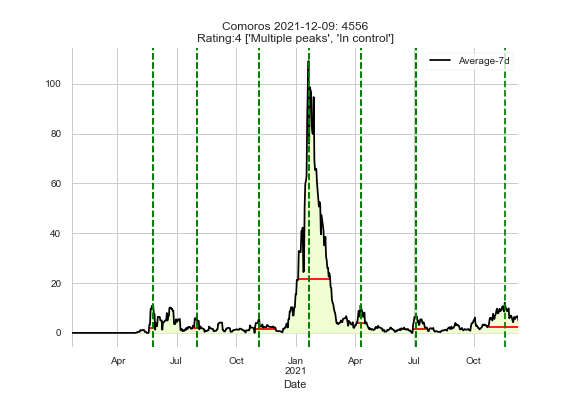 Comoros 2021-12-09: 4556
Rating:4 ['Multiple peaks', 'In control']
Average-7d
100
80
60
40
20
0
Apr Jul Oct Jan Apr Jul Oct
2021
Date